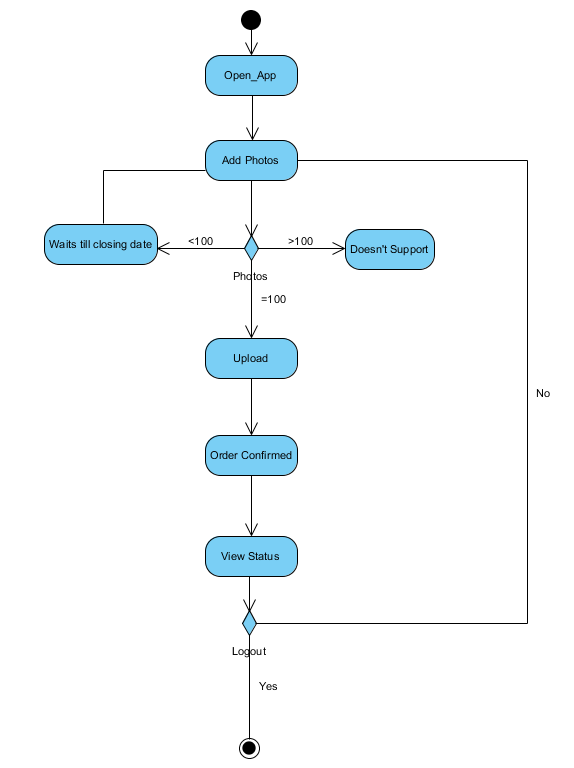 Open_App
Add Photos
Waits till closing date
<100
>100
Doesn't Support
Photos
=100
Upload
No
Order Confirmed
View Status
Logout
Yes